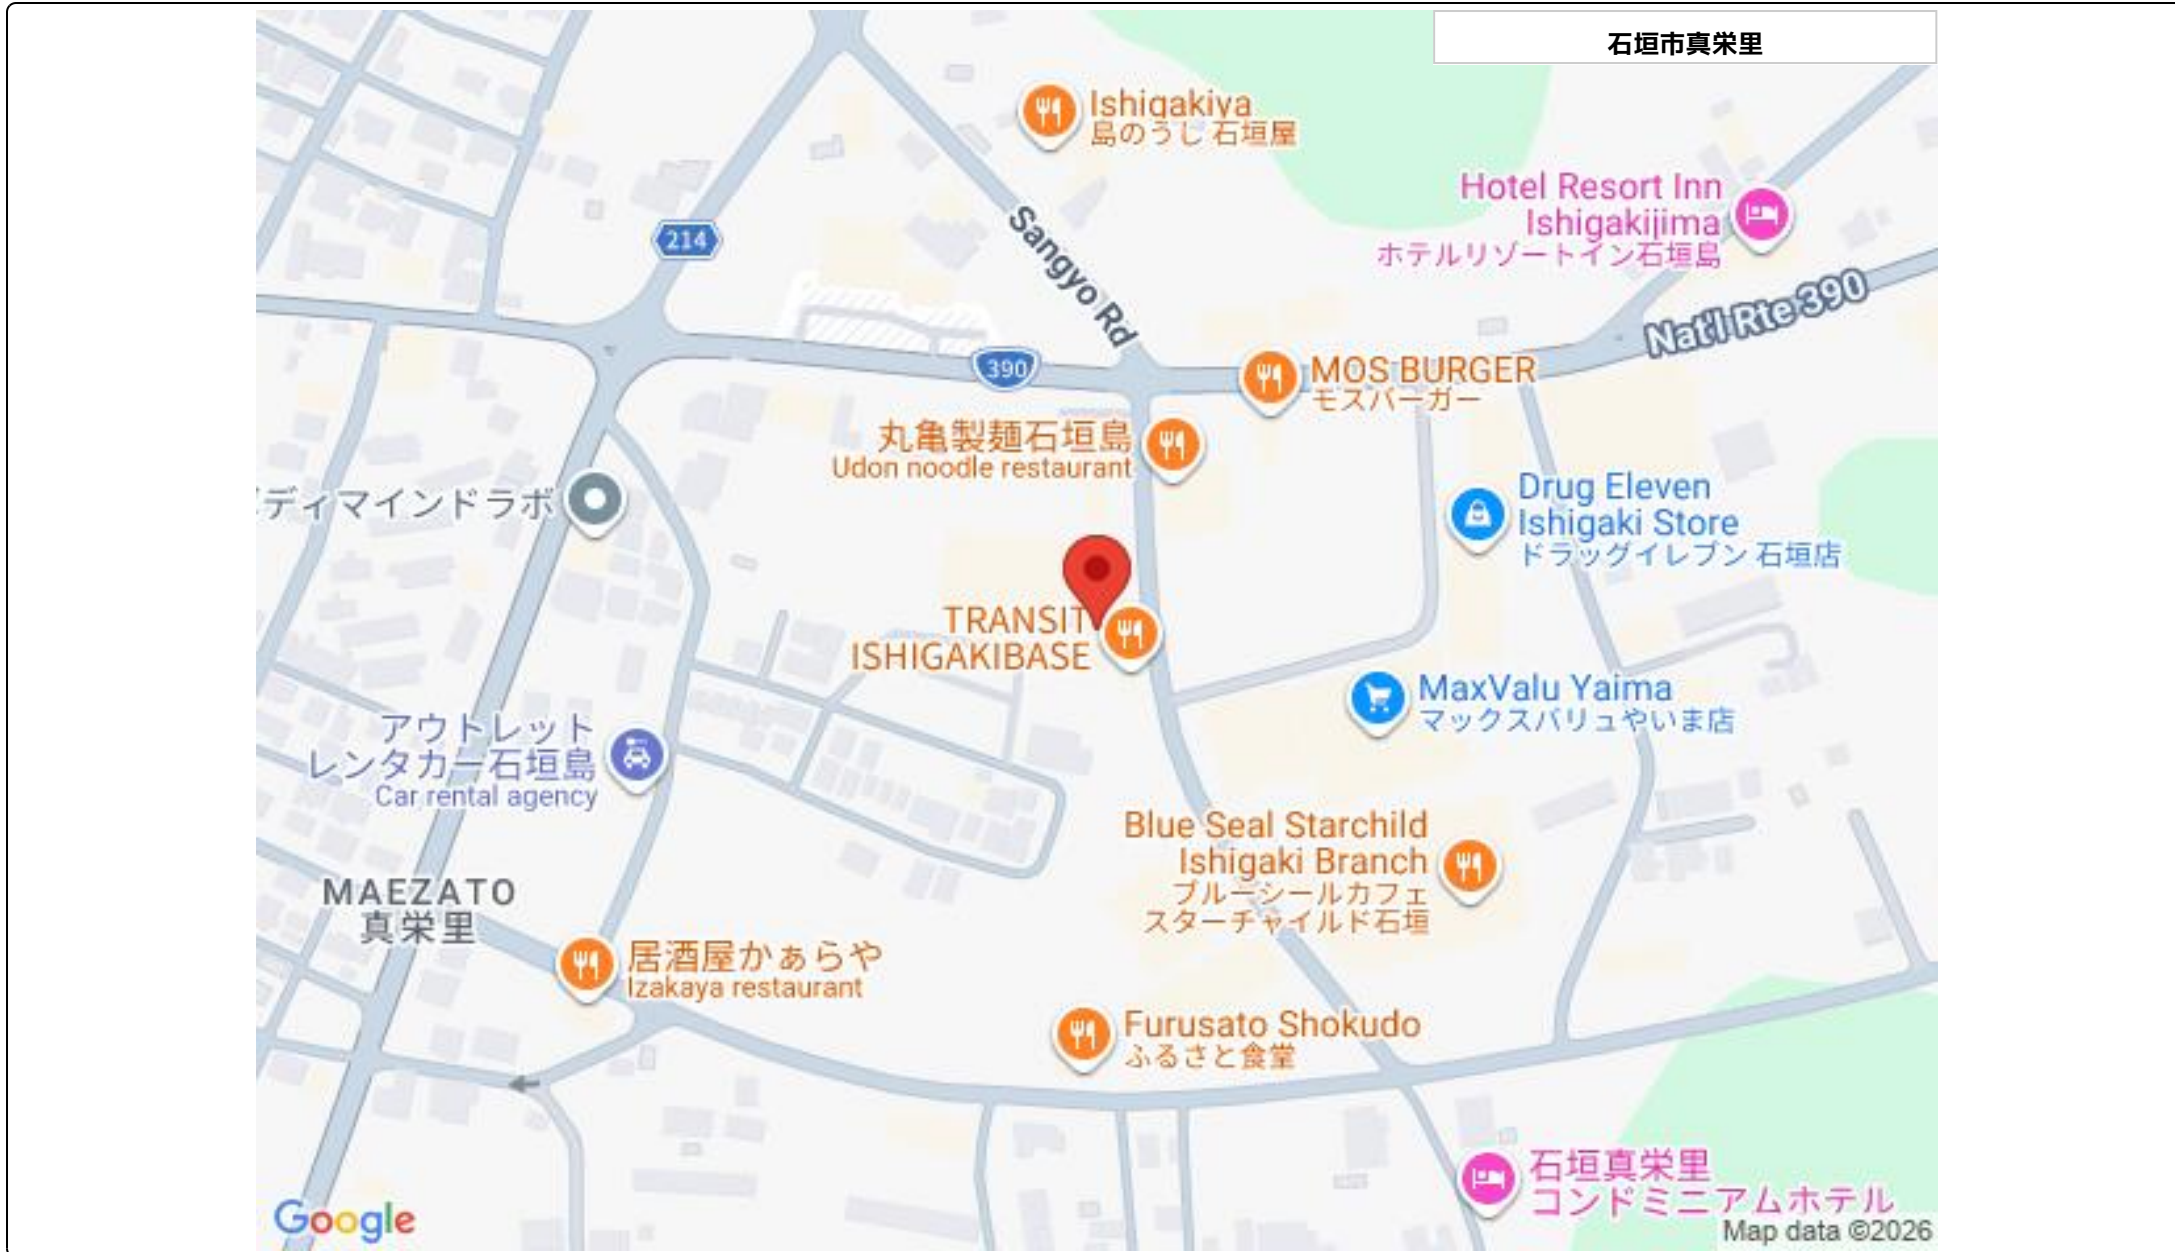 石垣市真栄里
Ishigakiya
島のうし 石垣屋
Hotel Resort Inn
Ishigakijima
ホテルリゾートイン石垣島
214
Sangyo Rd
Nat'l Rte 390
390
MOS BURGER
モスバーガー
丸亀製麺石垣島
Udon noodle restaurant
ディマインドラボ
Drug Eleven
Ishigaki Store
ドラッグイレブン 石垣店
TRANSIT
ISHIGAKIBASE
MaxValu Yaima
マックスバリュやいま店
アウトレット
レンタカー石垣島
Car rental agency
Blue Seal Starchild
Ishigaki Branch
ブルーシールカフェ
スターチャイルド石垣
MAEZATO
真栄里
居酒屋かぁらや
Izakaya restaurant
Furusato Shokudo
ふるさと食堂
石垣真栄里
コンドミニアムホテル
Google
Map data ©2026